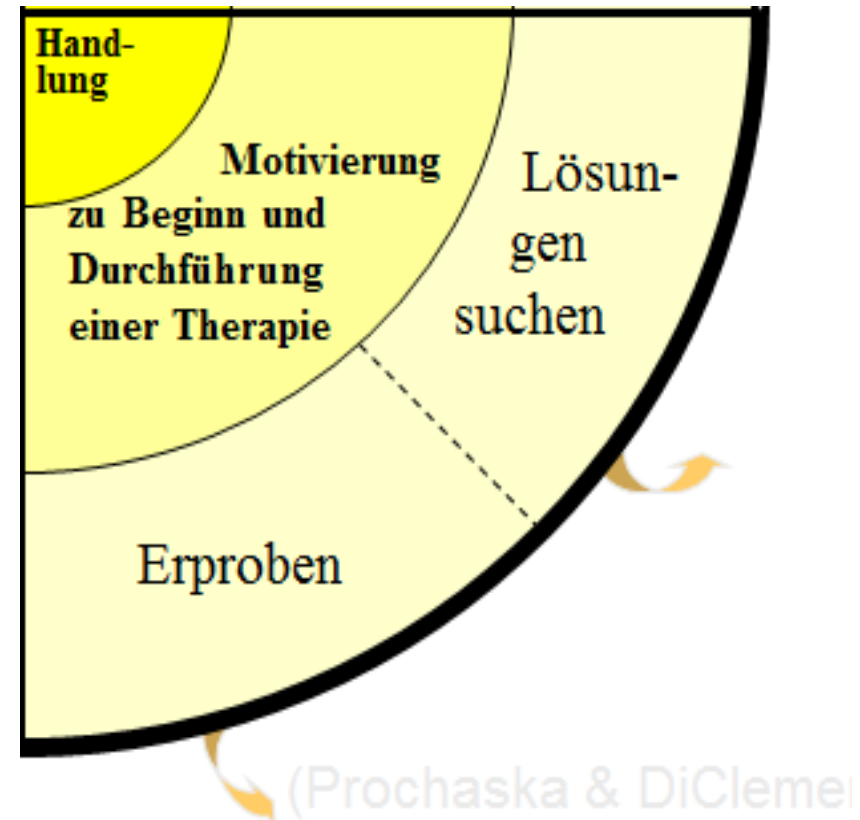 Hand-
lung
Motivierung
zu Beginn und
Durchführung
einer Therapie
Lösun-
gen
suchen
Erproben
(Prochaska & DiClemen